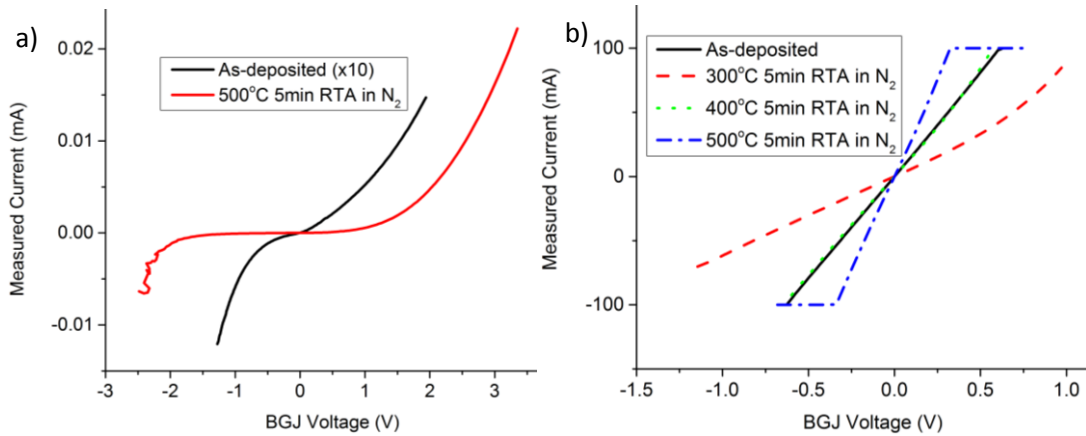 a)
As-deposited (x10)
500°C 5min RTA in N₂
Measured Current (mA)
0.02
0.01
0.00
-0.01
-3
-2
-1
0
1
2
3
BGJ Voltage (V)
b)
As-deposited
300°C 5min RTA in N₂
400°C 5min RTA in N₂
500°C 5min RTA in N₂
Measured Current (mA)
100
0
-100
-1.5
-1.0
-0.5
0.0
0.5
1.0
BGJ Voltage (V)